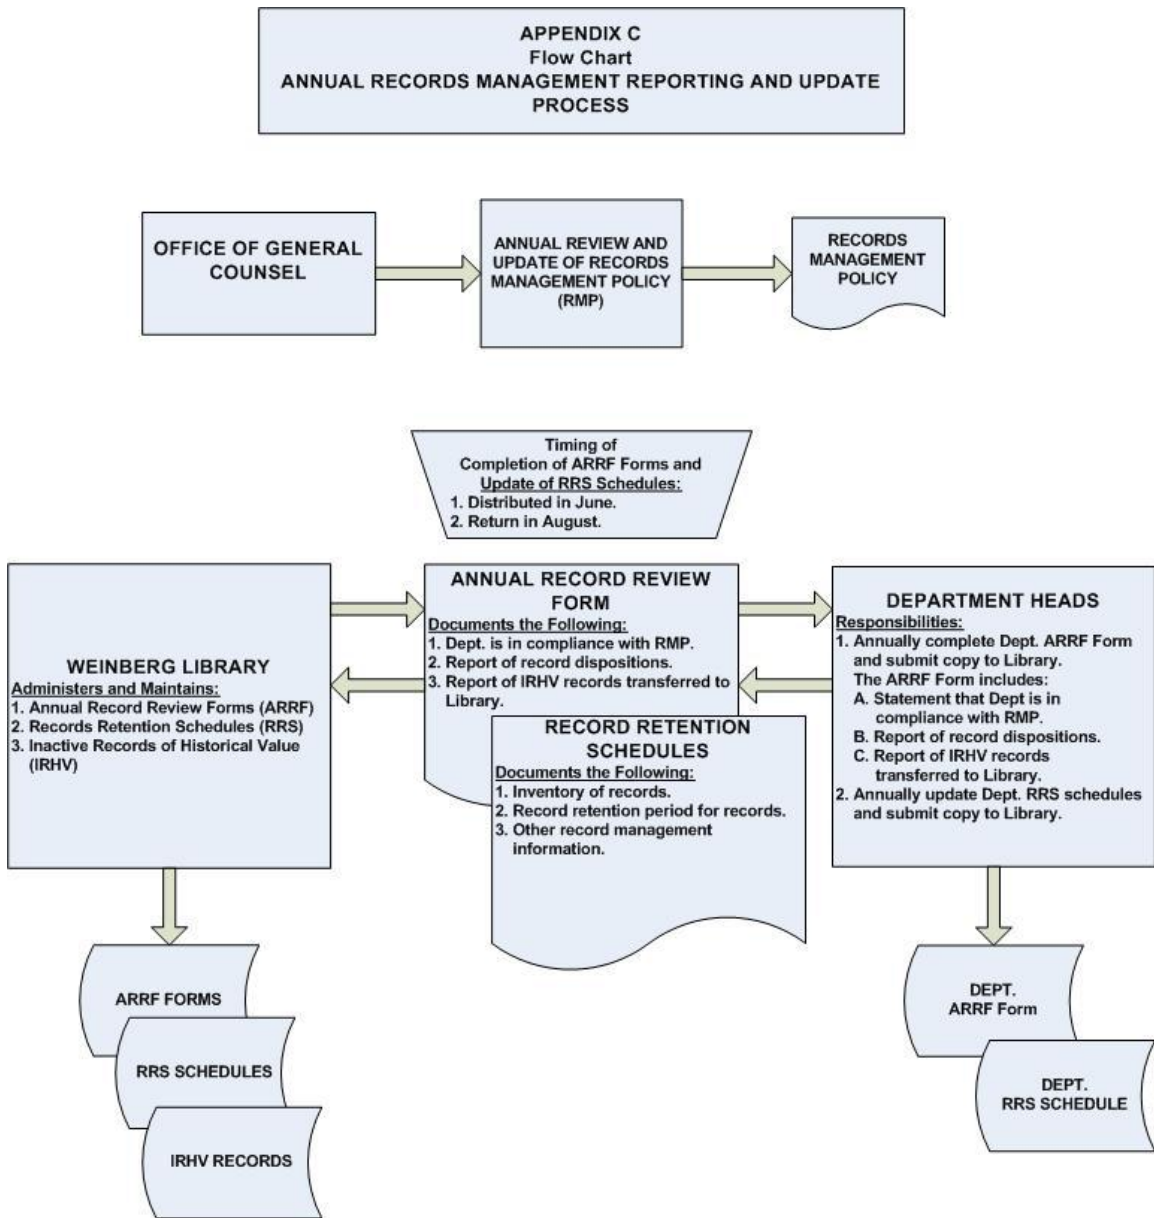 APPENDIX C
Flow Chart
ANNUAL RECORDS MANAGEMENT REPORTING AND UPDATE
PROCESS
OFFICE OF GENERAL
COUNSEL
ANNUAL REVIEW AND
UPDATE OF RECORDS
MANAGEMENT POLICY
(RMP)
RECORDS
MANAGEMENT
POLICY
Timing of
Completion of ARRF Forms and
Update of RRS Schedules:
1. Distributed in June.
2. Return in August.
WEINBERG LIBRARY
Administers and Maintains:
1. Annual Record Review Forms (ARRF)
2. Records Retention Schedules (RRS)
3. Inactive Records of Historical Value
(IRHV)
ANNUAL RECORD REVIEW
FORM
Documents the Following:
1. Dept. is in compliance with RMP.
2. Report of record dispositions.
3. Report of IRHV records transferred to
Library.
RECORD RETENTION
SCHEDULES
Documents the Following:
1. Inventory of records.
2. Record retention period for records.
3. Other record management
information.
DEPARTMENT HEADS
Responsibilities:
1. Annually complete Dept. ARRF Form
and submit copy to Library.
The ARRF Form includes:
A. Statement that Dept is in
compliance with RMP.
B. Report of record dispositions.
C. Report of IRHV records
transferred to Library.
2. Annually update Dept. RRS schedules
and submit copy to Library.
ARRF FORMS
RRS SCHEDULES
IRHV RECORDS
DEPT.
ARRF Form
DEPT.
RRS SCHEDULE